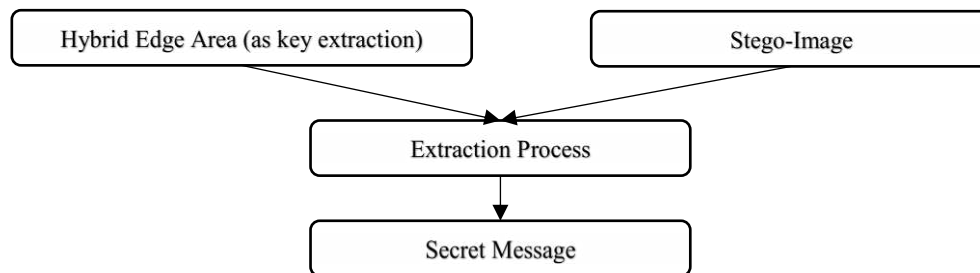 Hybrid Edge Area (as key extraction)
Stego-Image
Extraction Process
Secret Message